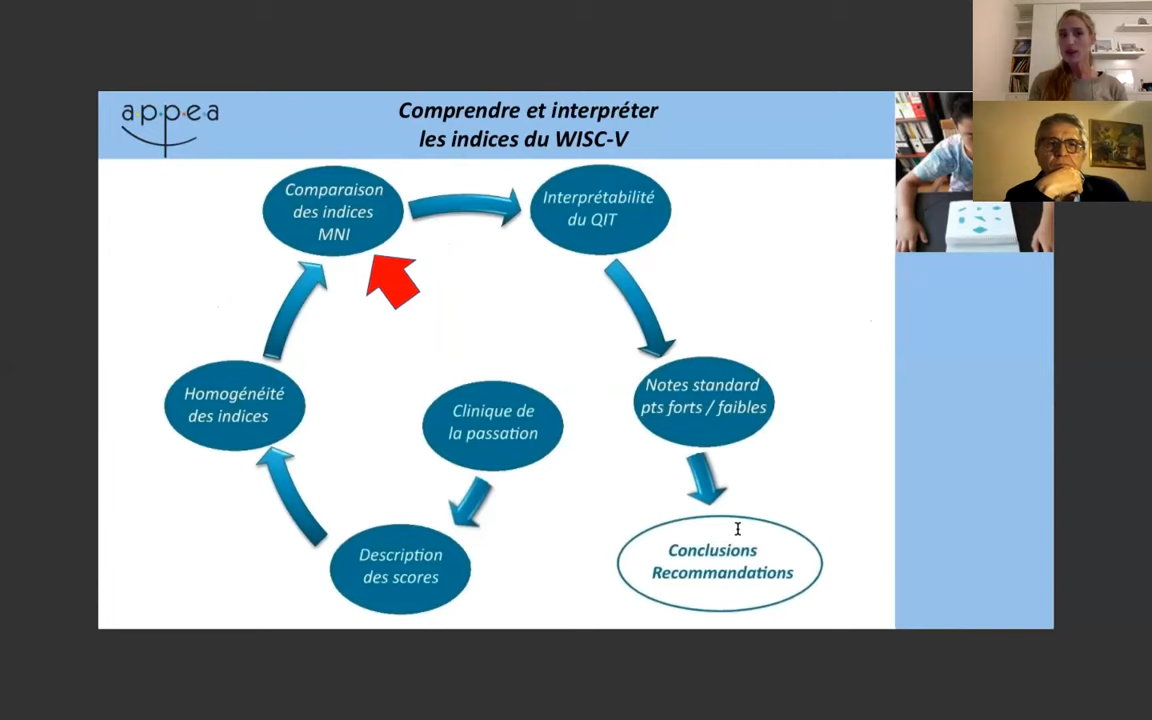 appea
Comprendre et interpréter
les indices du WISC-V
Comparaison
des indices
MNI
Interprétabilité
du QIT
Homogénéité
des indices
Clinique de
la passation
Notes standard
pts forts / faibles
Description
des scores
Conclusions
Recommandations